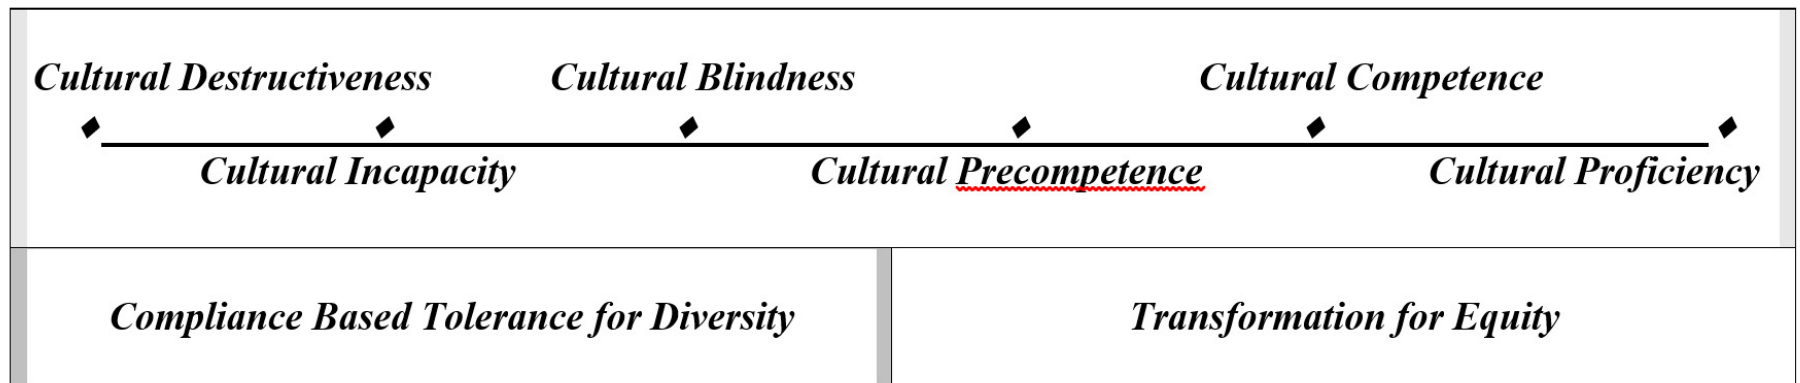 Cultural Destructiveness Cultural Blindness Cultural Competence
Cultural Incapacity Cultural Precompetence Cultural Proficiency
Compliance Based Tolerance for Diversity Transformation for Equity